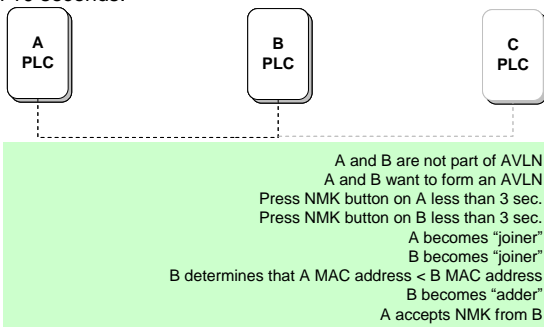 10 seconds.
A
PLC
B
PLC
C
PLC
A and B are not part of AVLN
A and B want to form an AVLN
Press NMK button on A less than 3 sec.
Press NMK button on B less than 3 sec.
A becomes “joiner”
B becomes “joiner”
B determines that A MAC address < B MAC address
B becomes “adder”
A accepts NMK from B